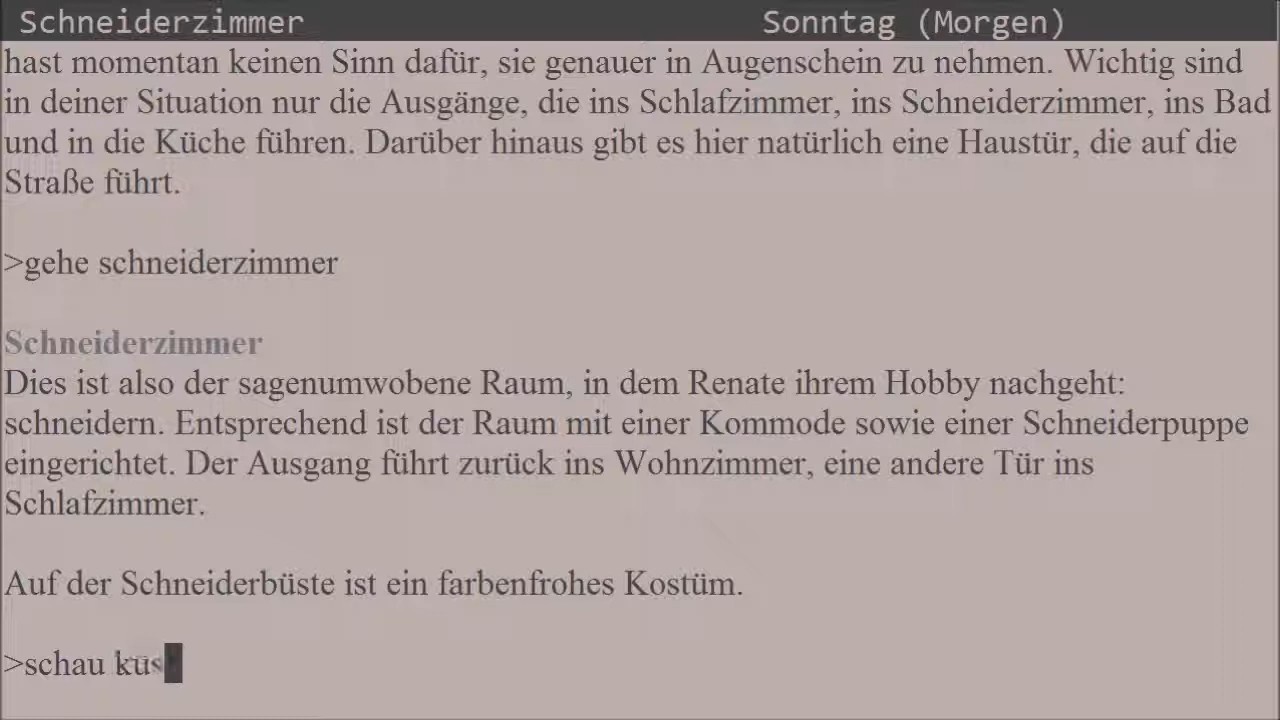 Schneiderzimmer Sonntag (Morgen)
hast momentan keinen Sinn dafür, sie genauer in Augenschein zu nehmen. Wichtig sind
in deiner Situation nur die Ausgänge, die ins Schlafzimmer, ins Schneiderzimmer, ins Bad
und in die Küche führen. Darüber hinaus gibt es hier natürlich eine Haustür, die auf die
Straße führt.
>gehe schneiderzimmer
Schneiderzimmer
Dies ist also der sagenumwobene Raum, in dem Renate ihrem Hobby nachgeht:
schneidern. Entsprechend ist der Raum mit einer Kommode sowie einer Schneiderpuppe
eingerichtet. Der Ausgang führt zurück ins Wohnzimmer, eine andere Tür ins
Schlafzimmer.
Auf der Schneiderbüste ist ein farbenfrohes Kostüm.
>schau